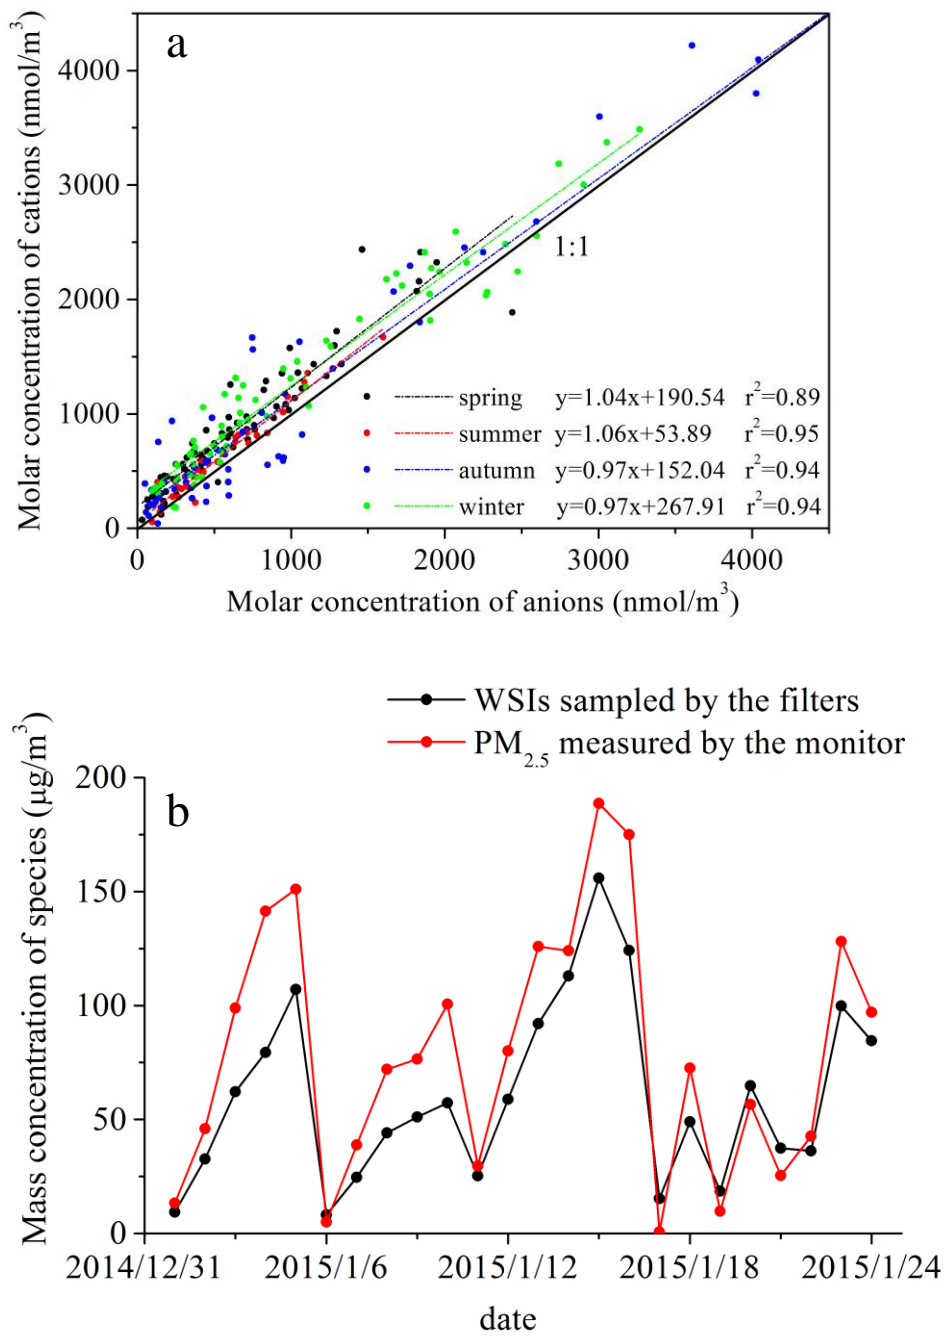 a
Molar concentration of cations (nmol/m³)
4000
3000
2000
1000
0
1:1
spring y=1.04x+190.54 r²=0.89
summer y=1.06x+53.89 r²=0.95
autumn y=0.97x+152.04 r²=0.94
winter y=0.97x+267.91 r²=0.94
0 1000 2000 3000 4000
Molar concentration of anions (nmol/m³)
WSIs sampled by the filters
PM₂.₅ measured by the monitor
b
Mass concentration of species (μg/m³)
200
150
100
50
0
2014/12/31 2015/1/6 2015/1/12 2015/1/18 2015/1/24
date